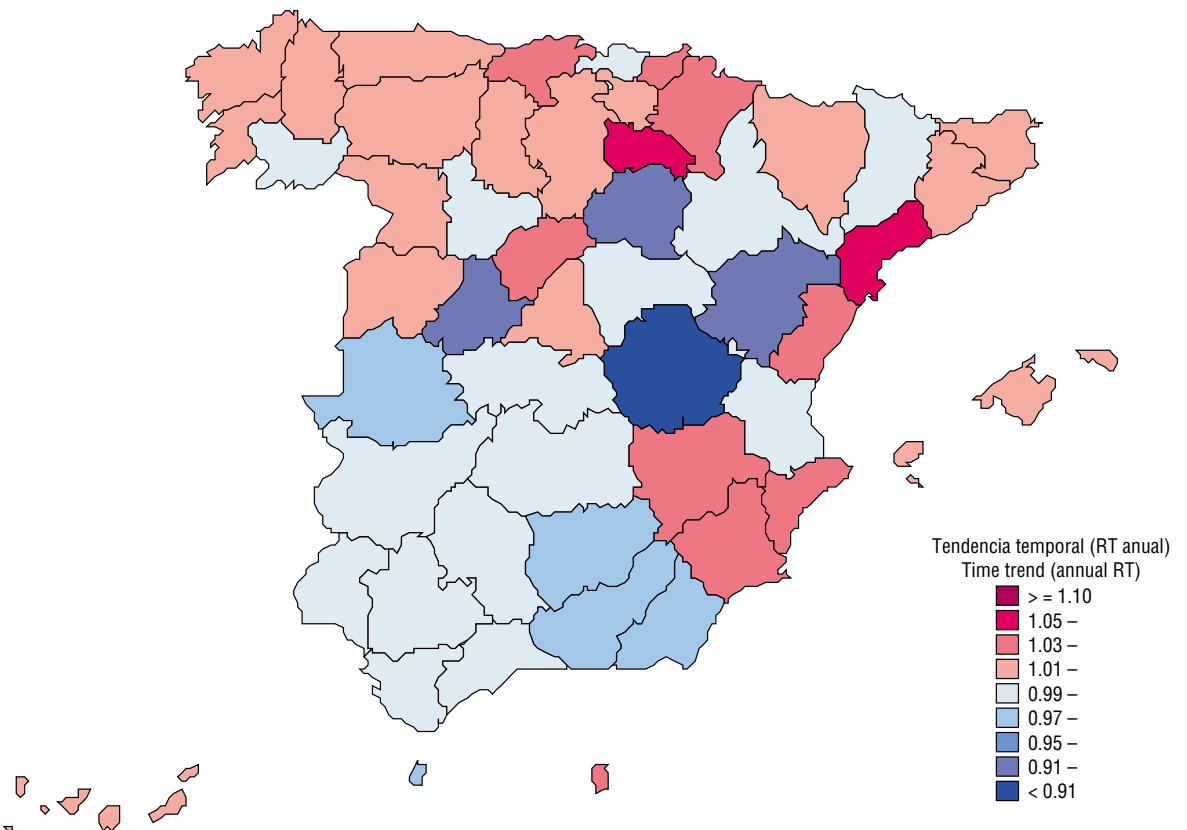 Tendencia temporal (RT anual)
Time trend (annual RT)
> = 1.10
1.05 –
1.03 –
1.01 –
0.99 –
0.97 –
0.95 –
0.91 –
< 0.91